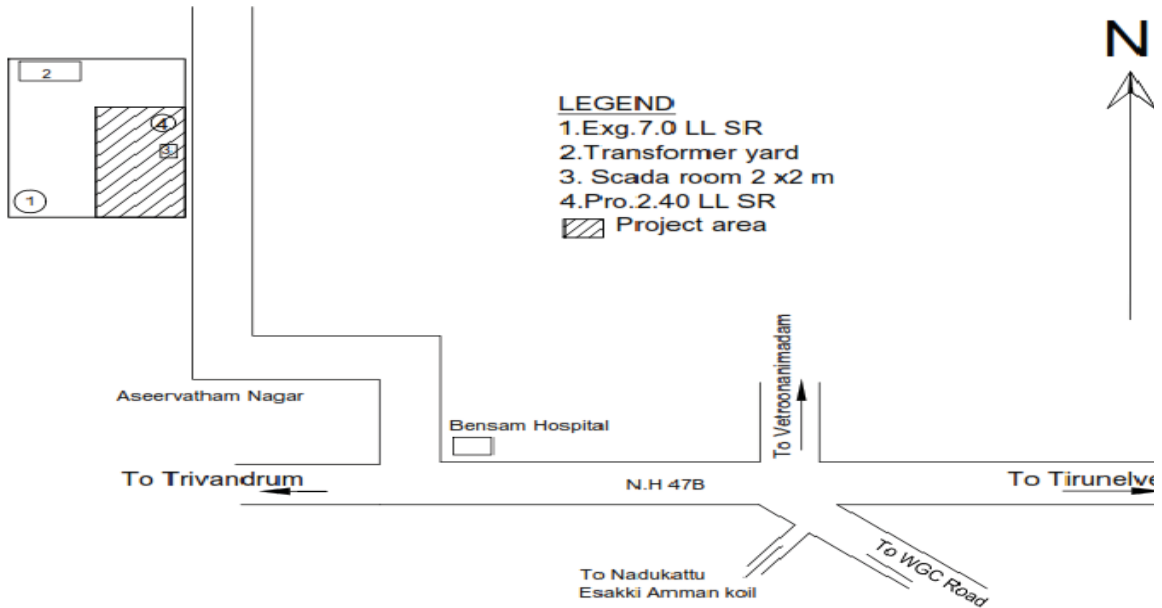 N
2
LEGEND
1.Exg.7.0 LL SR
2.Transformer yard
3. Scada room 2 x2 m
4.Pro.2.40 LL SR
Project area
4
3
1
Aseervatham Nagar
Bensam Hospital
To Vetroonanimadam
To Trivandrum
N.H 47B
To Tirunelve
To WGC Road
To Nadukattu
Esakki Amman koil